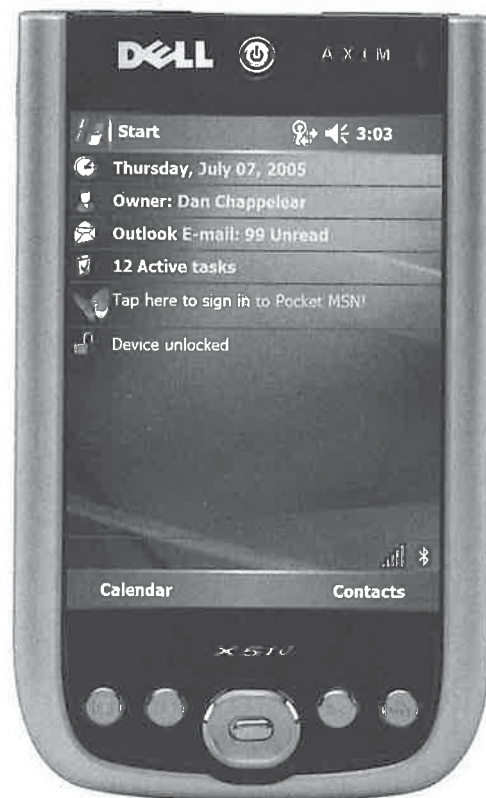 DELL AXIM
Start 3:03
Thursday, July 07, 2005
Owner: Dan Chappelear
Outlook E-mail: 99 Unread
12 Active tasks
Tap here to sign in to Pocket MSN!
Device unlocked
Calendar Contacts